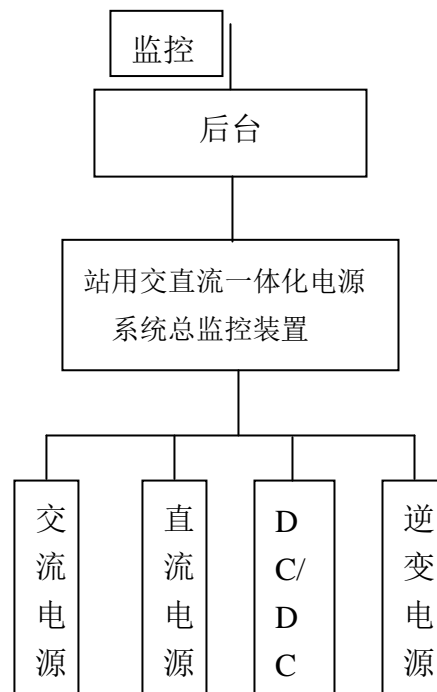 监控
后台
站用交直流一体化电源
系统总监控装置
交流电源
直流电源
DC/DC
逆变电源